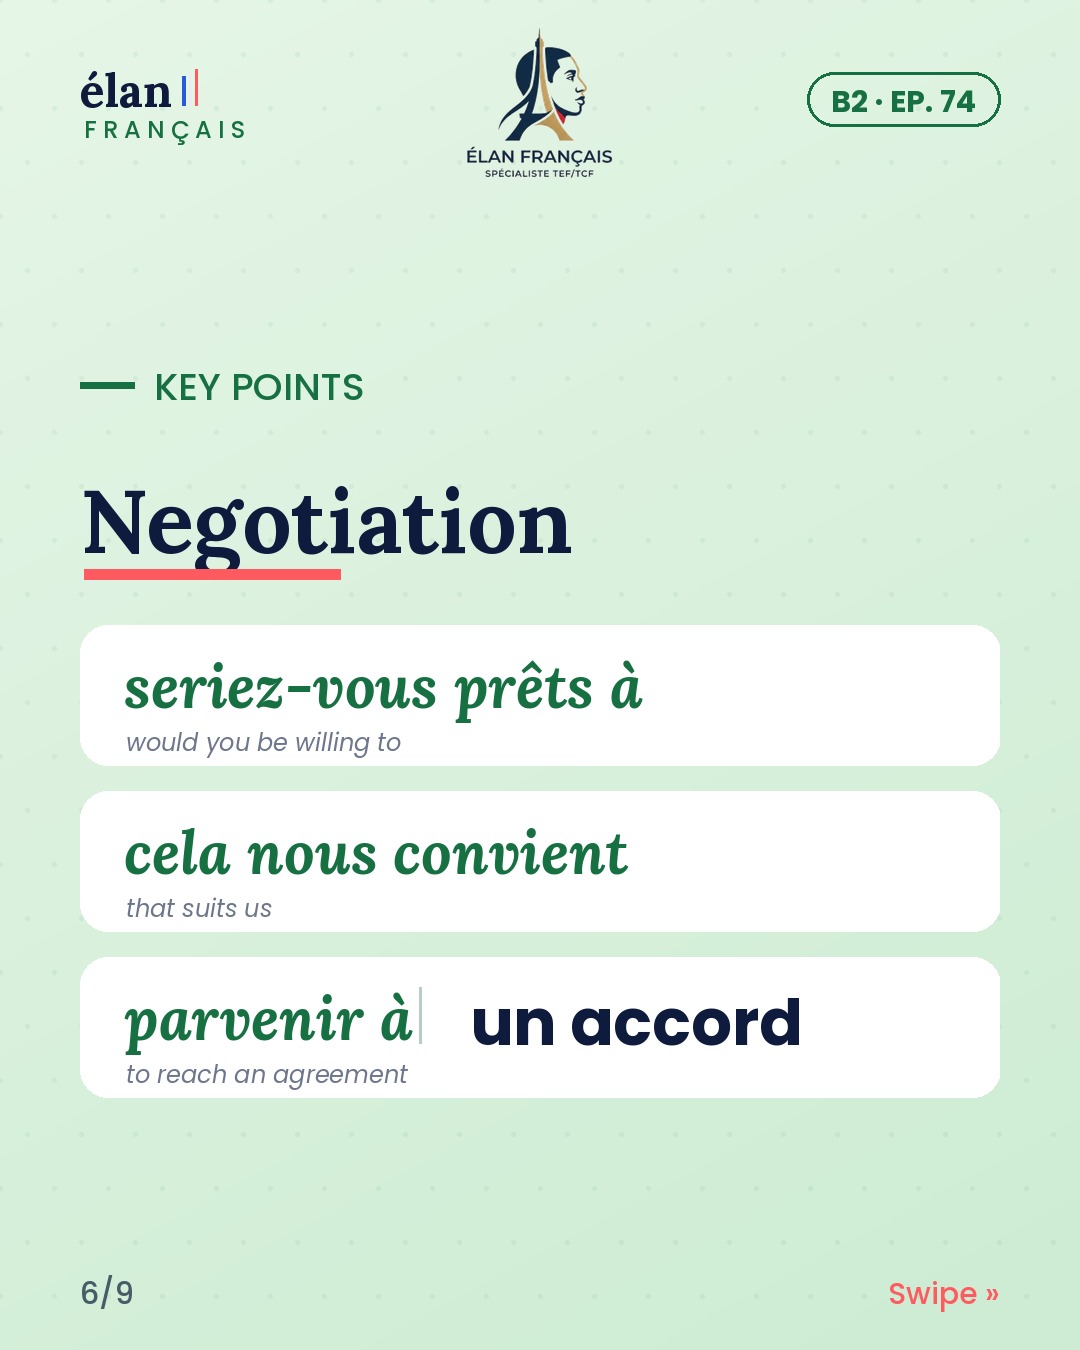 élan
FRANÇAIS
ÉLAN FRANÇAIS
SPÉCIALISTE TEF/TCF
B2 · EP. 74
KEY POINTS
Negotiation
seriez-vous prêts à
would you be willing to
cela nous convient
that suits us
parvenir à un accord
to reach an agreement
6/9
Swipe »